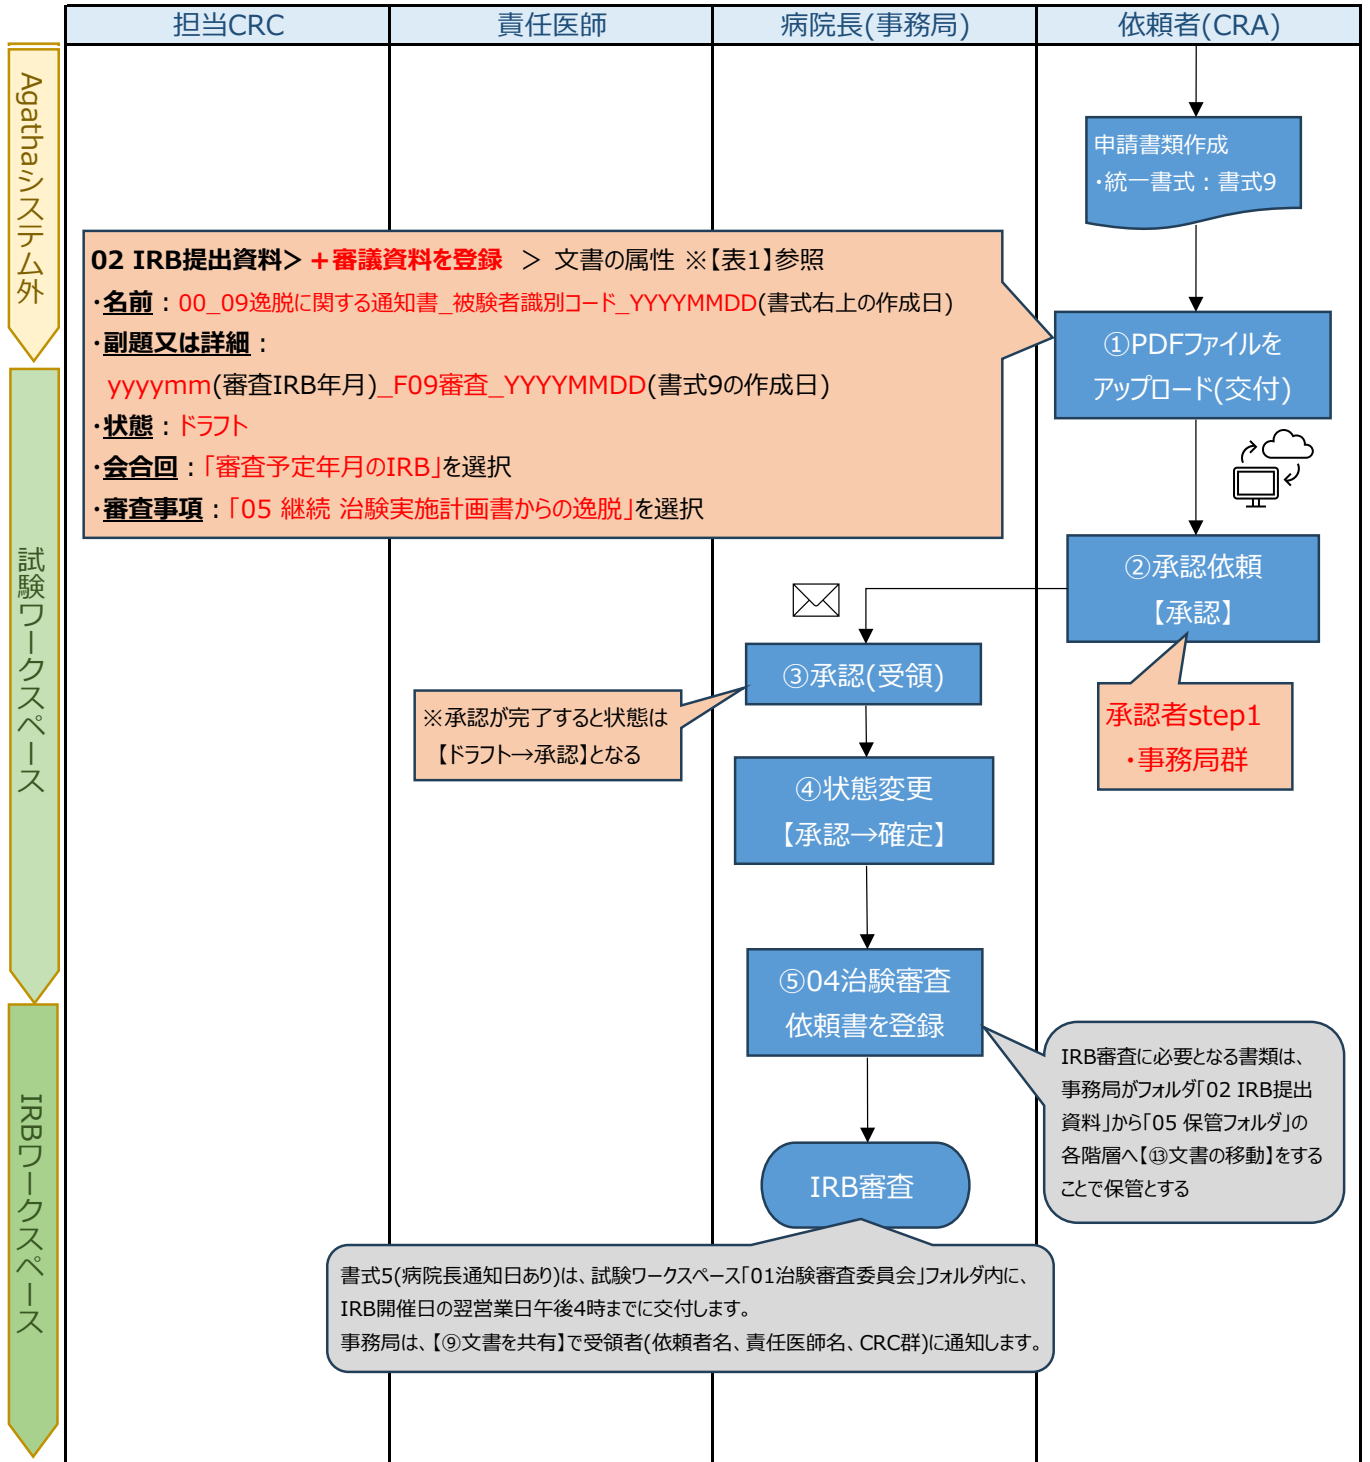 担当CRC
責任医師
病院長(事務局)
依頼者(CRA)
Agathaシステム外
試験ワークスペース
IRBワークスペース
申請書類作成
・統一書式：書式9
02 IRB提出資料>＋審議資料を登録 ＞ 文書の属性 ※【表1】参照
・名前：00_09逸脱に関する通知書_被験者識別コード_YYYYMMDD(書式右上の作成日)
・副題又は詳細：
yyyymm(審査IRB年月)_F09審査_YYYYMMDD(書式9の作成日)
・状態：ドラフト
・会合回：「審査予定年月のIRB」を選択
・審査事項：「05 継続 治験実施計画書からの逸脱」を選択
①PDFファイルを
アップロード(交付)
②承認依頼
【承認】
承認者step1
・事務局群
③承認(受領)
※承認が完了すると状態は
【ドラフト→承認】となる
④状態変更
【承認→確定】
⑤04治験審査
依頼書を登録
IRB審査に必要となる書類は、
事務局がフォルダ「02 IRB提出
資料」から「05 保管フォルダ」の
各階層へ【⑬文書の移動】をする
ことで保管とする
IRB審査
書式5(病院長通知日あり)は、試験ワークスペース「01治験審査委員会」フォルダ内に、
IRB開催日の翌営業日午後4時までに交付します。
事務局は、【⑨文書を共有】で受領者(依頼者名、責任医師名、CRC群)に通知します。